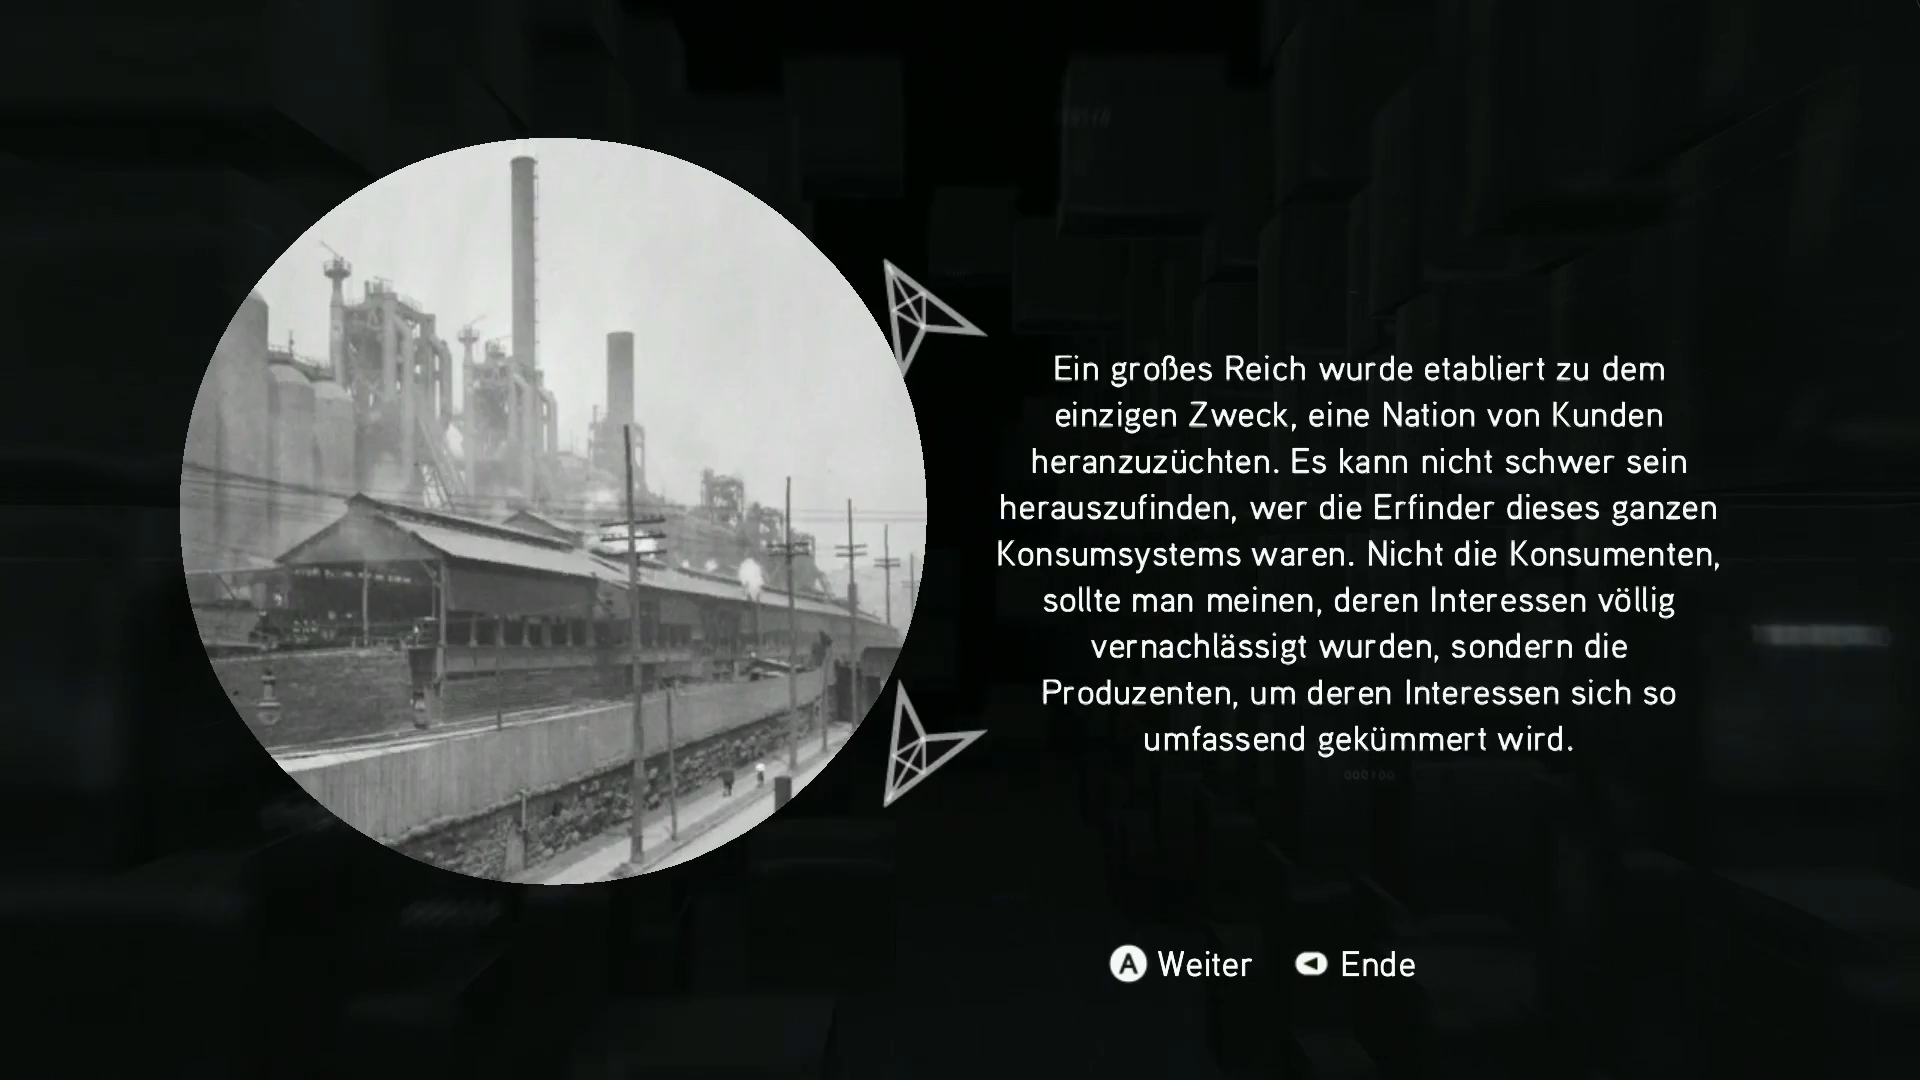 Ein großes Reich wurde etabliert zu dem
einzigen Zweck, eine Nation von Kunden
heranzuzüchten. Es kann nicht schwer sein
herauszufinden, wer die Erfinder dieses ganzen
Konsumsystems waren. Nicht die Konsumenten,
sollte man meinen, deren Interessen völlig
vernachlässigt wurden, sondern die
Produzenten, um deren Interessen sich so
umfassend gekümmert wird.
A Weiter Ende